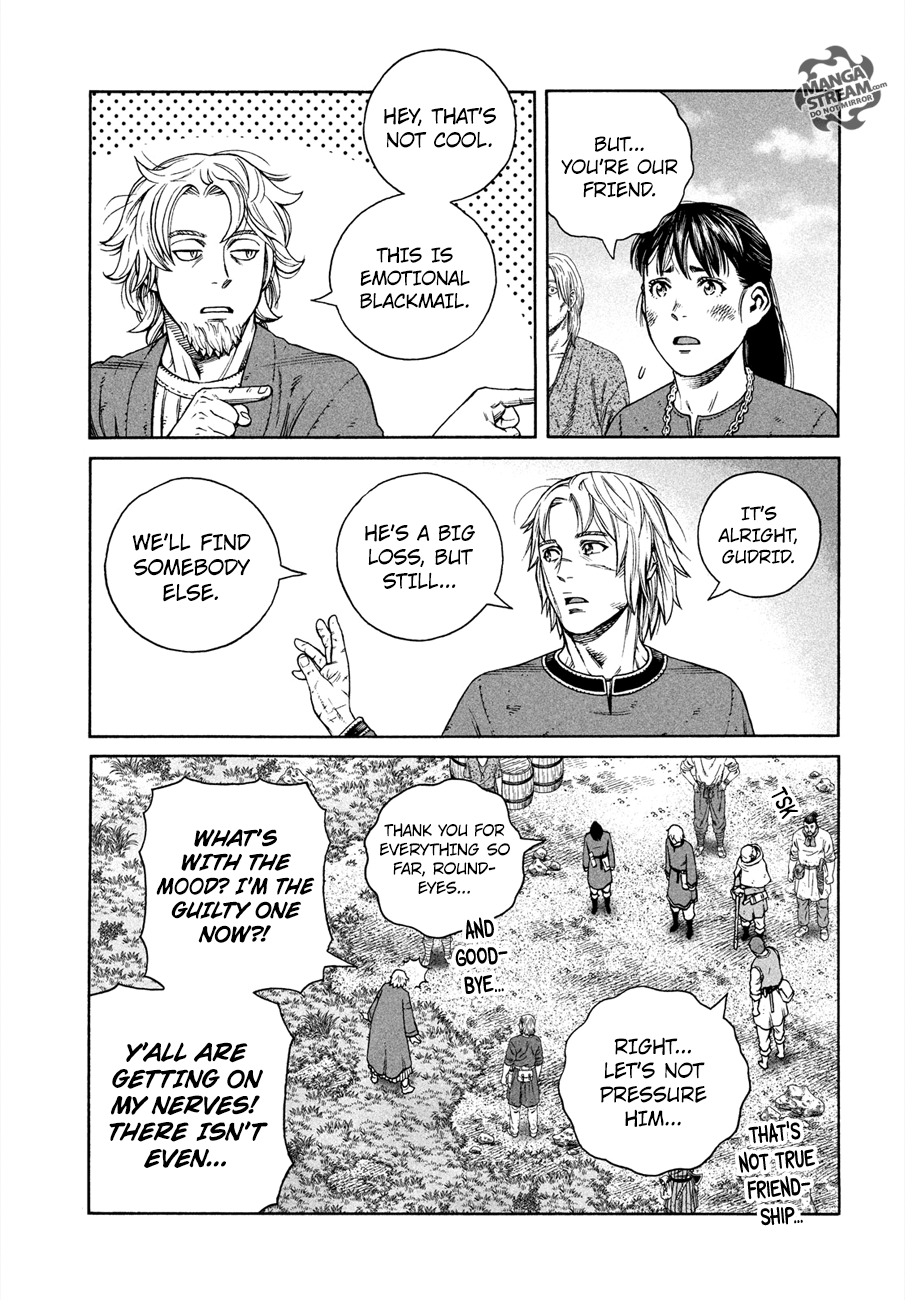 MANGA
STREAM.com
DO NOT MIRROR
BUT...
YOU'RE OUR
FRIEND.
HEY, THAT'S
NOT COOL.
THIS IS
EMOTIONAL
BLACKMAIL.
IT'S
ALRIGHT,
GUDRID.
HE'S A BIG
LOSS, BUT
STILL...
WE'LL FIND
SOMEBODY
ELSE.
TSK
THANK YOU FOR
EVERYTHING SO
FAR, ROUND-
EYES...
AND
GOOD-
BYE...
WHAT'S
WITH THE
MOOD? I'M THE
GUILTY ONE
NOW?!
RIGHT...
LET'S NOT
PRESSURE
HIM...
THAT'S
NOT TRUE
FRIEND-
SHIP...
Y'ALL ARE
GETTING ON
MY NERVES!
THERE ISN'T
EVEN...